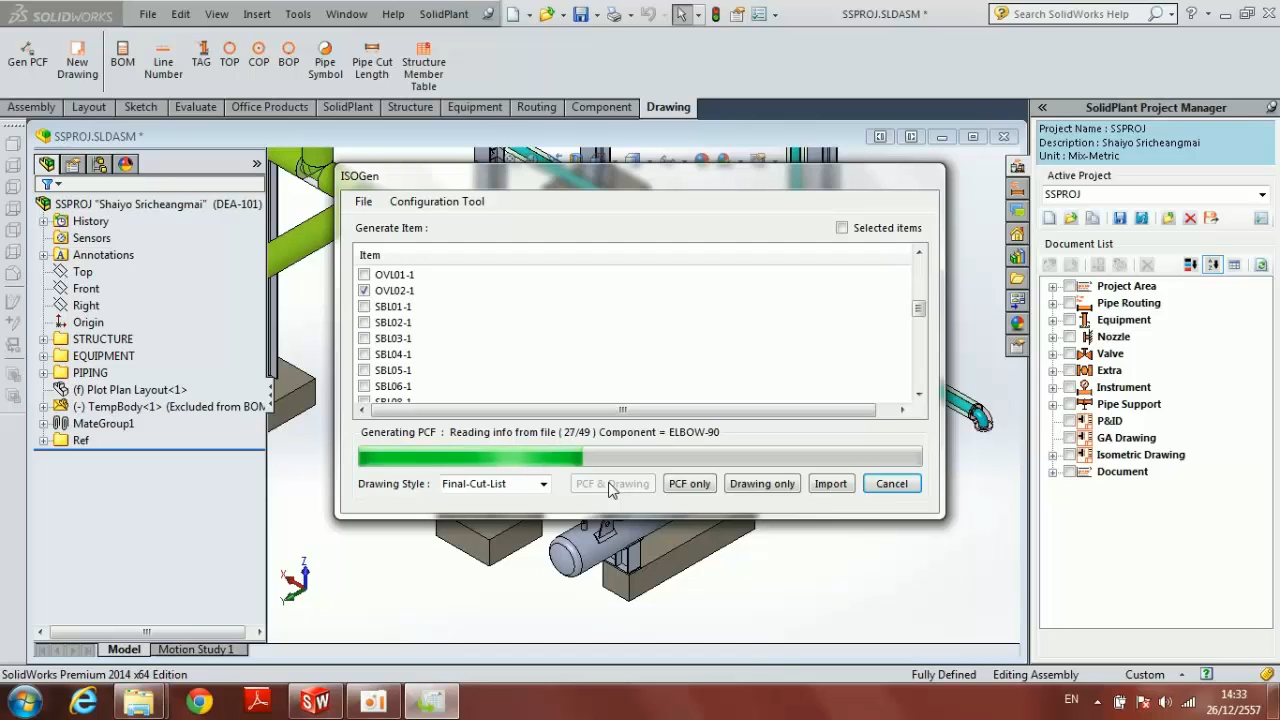 SOLIDWORKS File Edit View Insert Tools Window Help SolidPlant SSPROJ.SLDASM * Search SolidWorks Help
Gen PCF New Drawing BOM Line Number TAG TOP COP BOP Pipe Symbol Pipe Cut Length Structure Member Table
Assembly Layout Sketch Evaluate Office Products SolidPlant Structure Equipment Routing Component Drawing
SSPROJ.SLDASM *
SSPROJ "Shaiyo Sricheangmai" (DEA-101)
History
Sensors
Annotations
Top
Front
Right
Origin
STRUCTURE
EQUIPMENT
PIPING
(f) Plot Plan Layout<1>
(-) TempBody<1> (Excluded from BOM
MateGroup1
Ref
ISOGen
File Configuration Tool
Generate Item : Selected items
Item
OVL01-1
OVL02-1
SBL01-1
SBL02-1
SBL03-1
SBL04-1
SBL05-1
SBL06-1
SBL08-1
Generating PCF : Reading info from file ( 27/49 ) Component = ELBOW-90
Drawing Style : Final-Cut-List PCF & Drawing PCF only Drawing only Import Cancel
Z
X
Y
SolidPlant Project Manager
Project Name : SSPROJ
Description : Shaiyo Sricheangmai
Unit : Mix-Metric
Active Project
SSPROJ
Document List
Project Area
Pipe Routing
Equipment
Nozzle
Valve
Extra
Instrument
Pipe Support
P&ID
GA Drawing
Isometric Drawing
Document
Model Motion Study 1
SolidWorks Premium 2014 x64 Edition Fully Defined Editing Assembly Custom
EN 14:33
26/12/2557